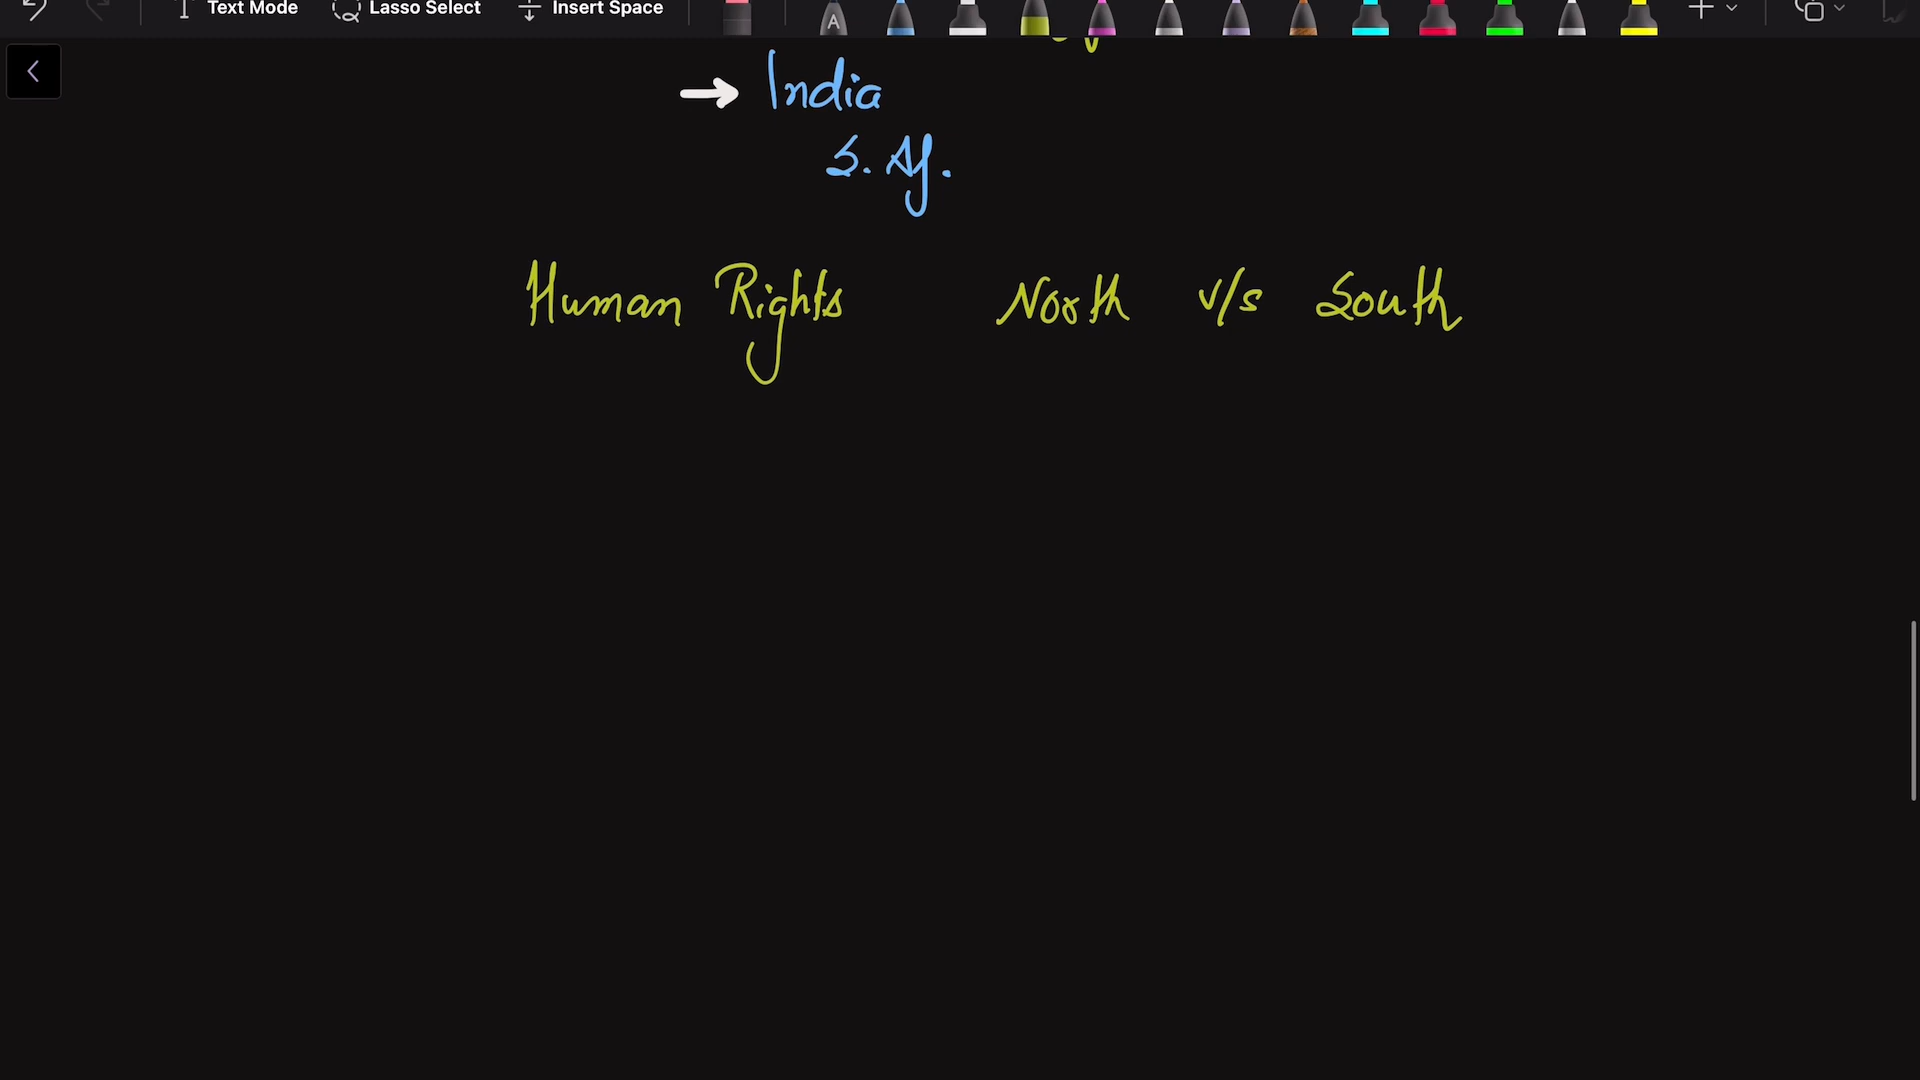 Text Mode Lasso Select Insert Space
A
→ India
S. Af.
Human Rights North v/s South